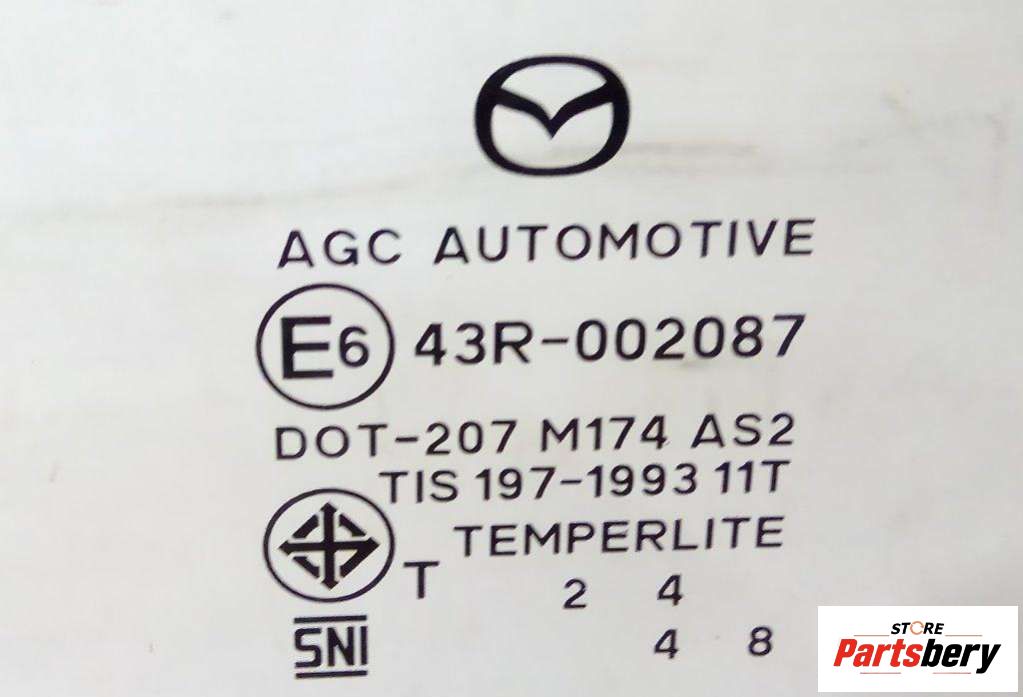 AGC AUTOMOTIVE
E6 43R-002087
DOT-207 M174 AS2
TIS 197-1993 11T
TEMPERLITE
T
2 4
SNI
4 8
STORE
Partsbery